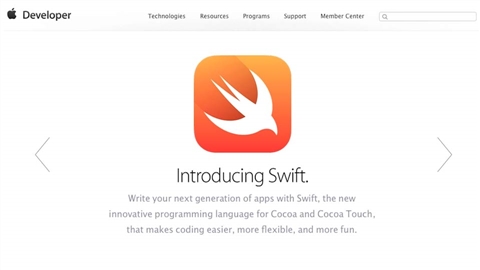 Developer
Technologies Resources Programs Support Member Center
Introducing Swift.
Write your next generation of apps with Swift, the new
innovative programming language for Cocoa and Cocoa Touch,
that makes coding easier, more flexible, and more fun.